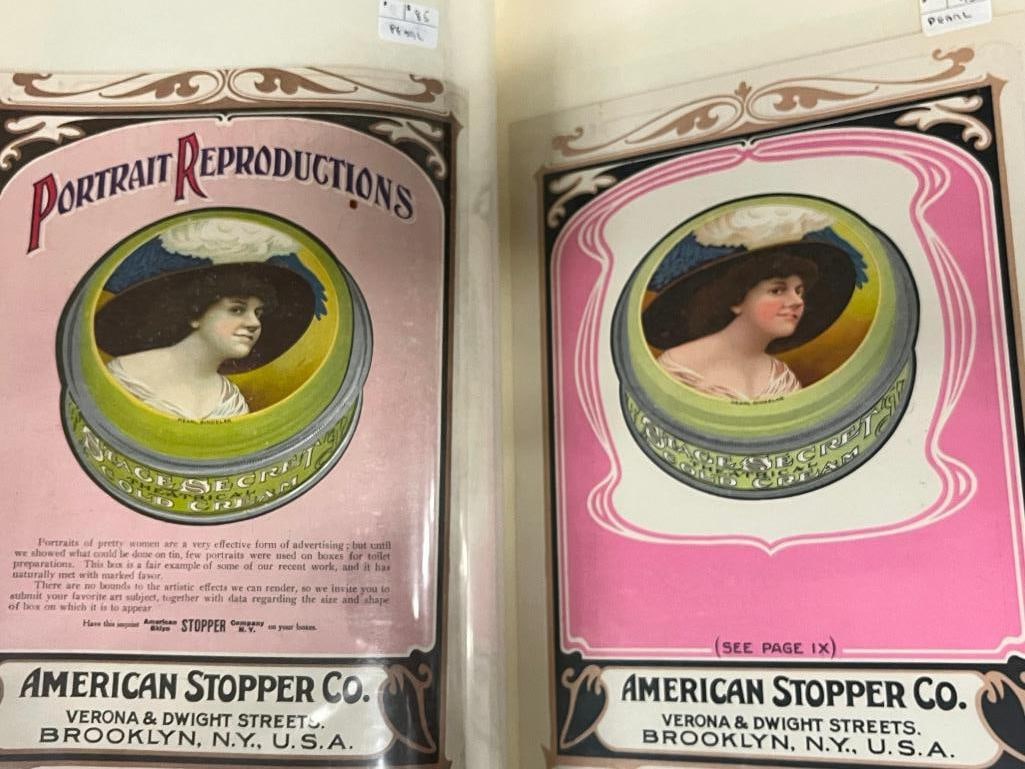 85
PEARL
PORTRAIT REPRODUCTIONS
STAGE SECRET
THEATRICAL
COLD CREAM
Portraits of pretty women are a very effective form of advertising; but until
we showed what could be done on tin, few portraits were used on boxes for toilet
preparations. This box is a fair example of some of our recent work, and it has
naturally met with marked favor.
There are no bounds to the artistic effects we can render, so we invite you to
submit your favorite art subject, together with data regarding the size and shape
of box on which it is to appear
Have this imprint American Stopper Company Bklyn N.Y. on your boxes.
AMERICAN STOPPER CO.
VERONA & DWIGHT STREETS.
BROOKLYN, N.Y., U.S.A.
PEARL
STAGE SECRET
THEATRICAL
COLD CREAM
(SEE PAGE IX)
AMERICAN STOPPER CO.
VERONA & DWIGHT STREETS.
BROOKLYN, N.Y., U.S.A.